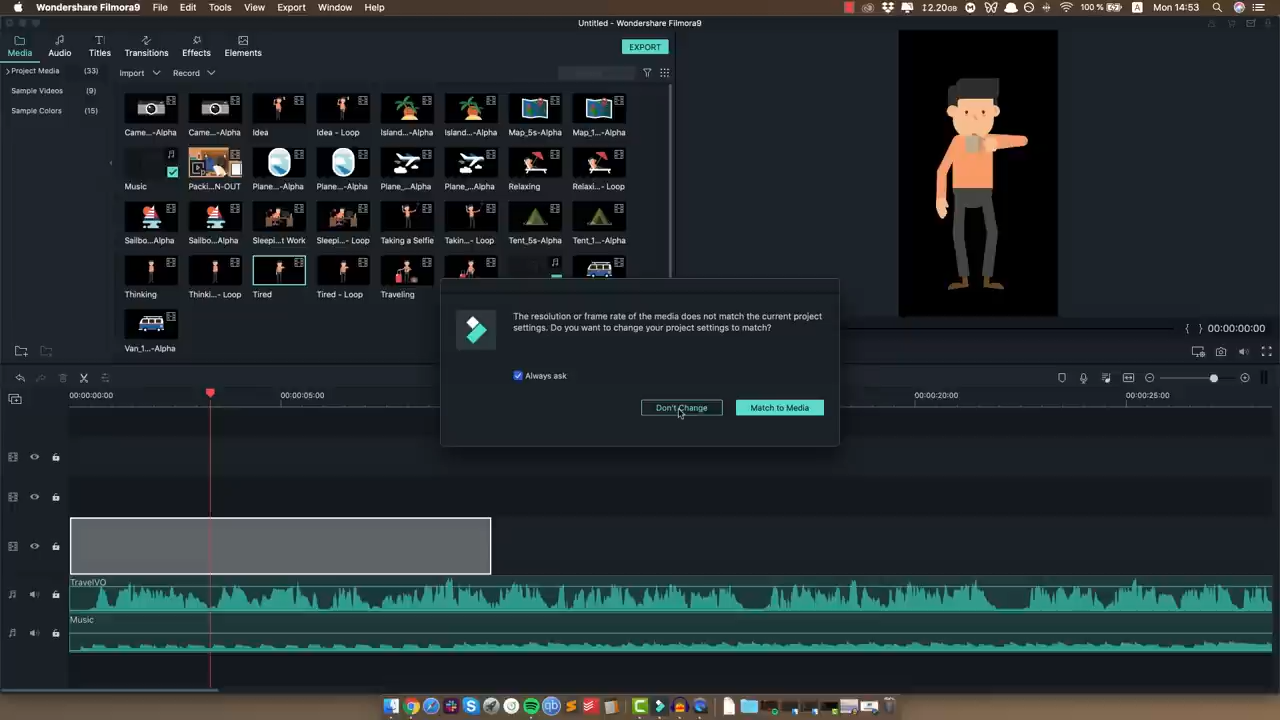 Wondershare Filmora9 File Edit Tools View Export Window Help 12.20GB 100 % A Mon 14:53
Untitled - Wondershare Filmora9
Media Audio Titles Transitions Effects Elements EXPORT
Project Media (33) Import Record
Sample Videos (9)
Sample Colors (15)
Came...-Alpha Came...-Alpha Idea Idea - Loop Island...-Alpha Island...-Alpha Map_5s-Alpha Map_1...-Alpha
Music Packi...N-OUT Plane...-Alpha Plane...-Alpha Plane_...Alpha Plane_...Alpha Relaxing Relaxi... - Loop
Sailbo...Alpha Sailbo...Alpha Sleepi...t Work Sleepi... - Loop Taking a Selfie Takin... - Loop Tent_5s-Alpha Tent_1...-Alpha
Thinking Thinki... - Loop Tired Tired - Loop Traveling
Van_1...-Alpha
The resolution or frame rate of the media does not match the current project
settings. Do you want to change your project settings to match?
Always ask
Don't Change Match to Media
{ } 00:00:00:00
00:00:00:00 00:00:05:00 00:00:20:00 00:00:25:00
TravelVO
Music